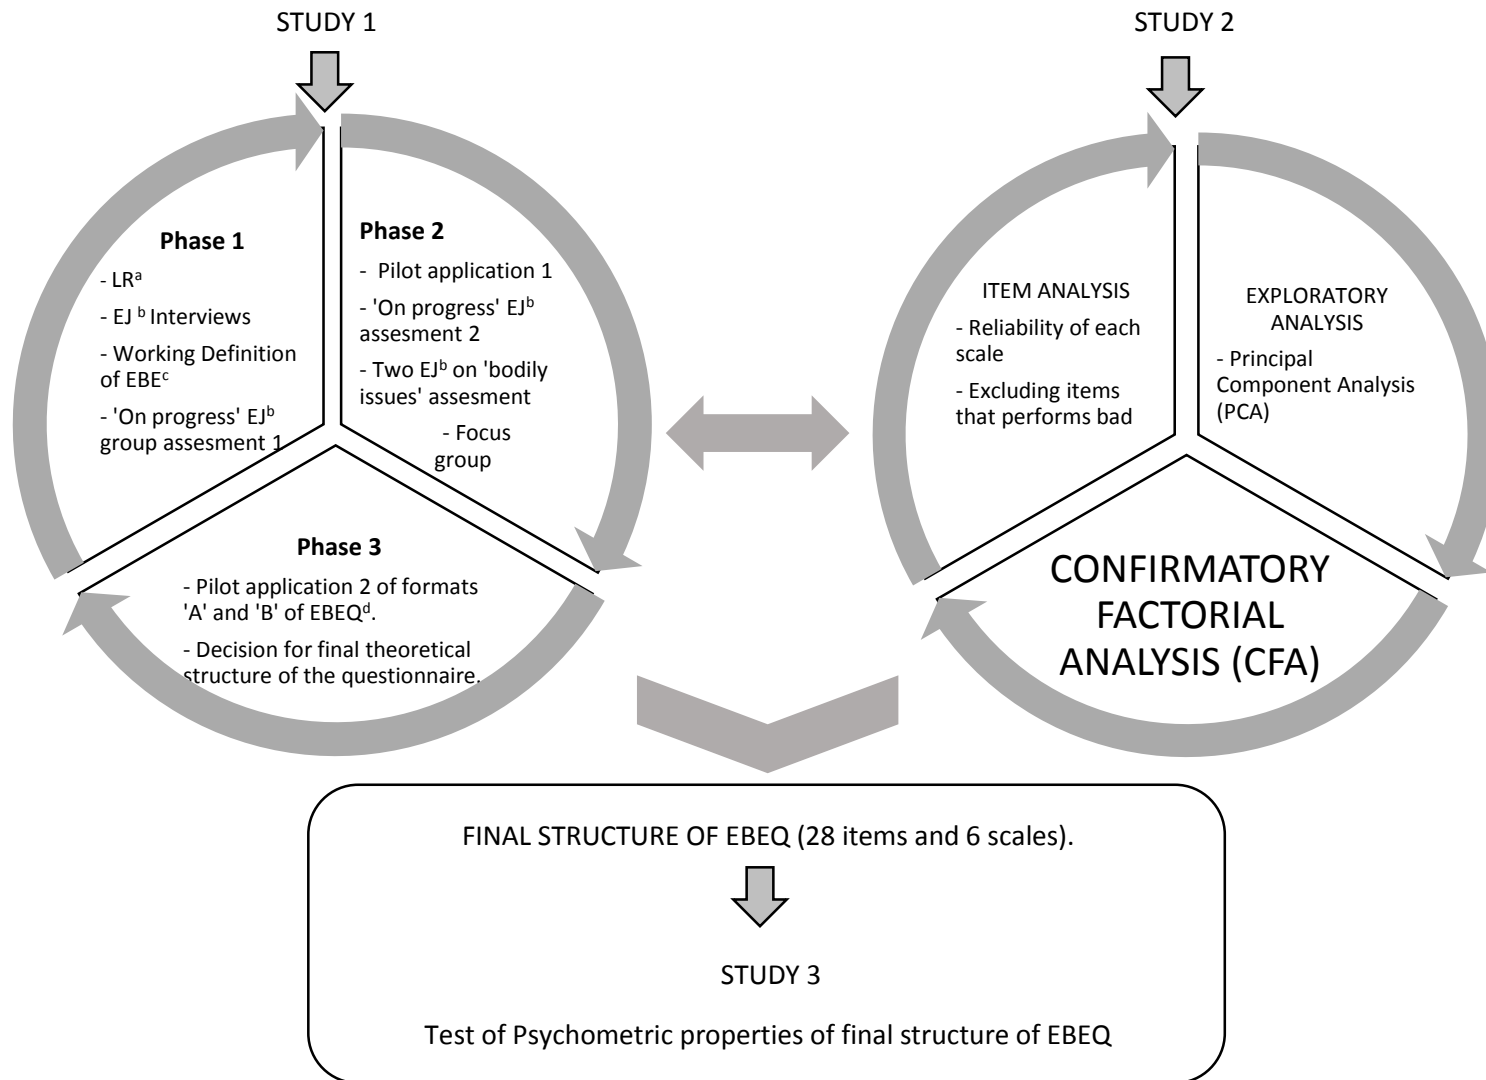 STUDY 1
Phase 1
- LRᵃ
- EJ ᵇ Interviews
- Working Definition
of EBEᶜ
- 'On progress' EJᵇ
group assesment 1
Phase 2
- Pilot application 1
- 'On progress' EJᵇ
assesment 2
- Two EJᵇ on 'bodily
issues' assesment
- Focus
group
Phase 3
- Pilot application 2 of formats
'A' and 'B' of EBEQᵈ.
- Decision for final theoretical
structure of the questionnaire.
STUDY 2
ITEM ANALYSIS
- Reliability of each
scale
- Excluding items
that performs bad
EXPLORATORY
ANALYSIS
- Principal
Component Analysis
(PCA)
CONFIRMATORY
FACTORIAL
ANALYSIS (CFA)
FINAL STRUCTURE OF EBEQ (28 items and 6 scales).
STUDY 3
Test of Psychometric properties of final structure of EBEQ